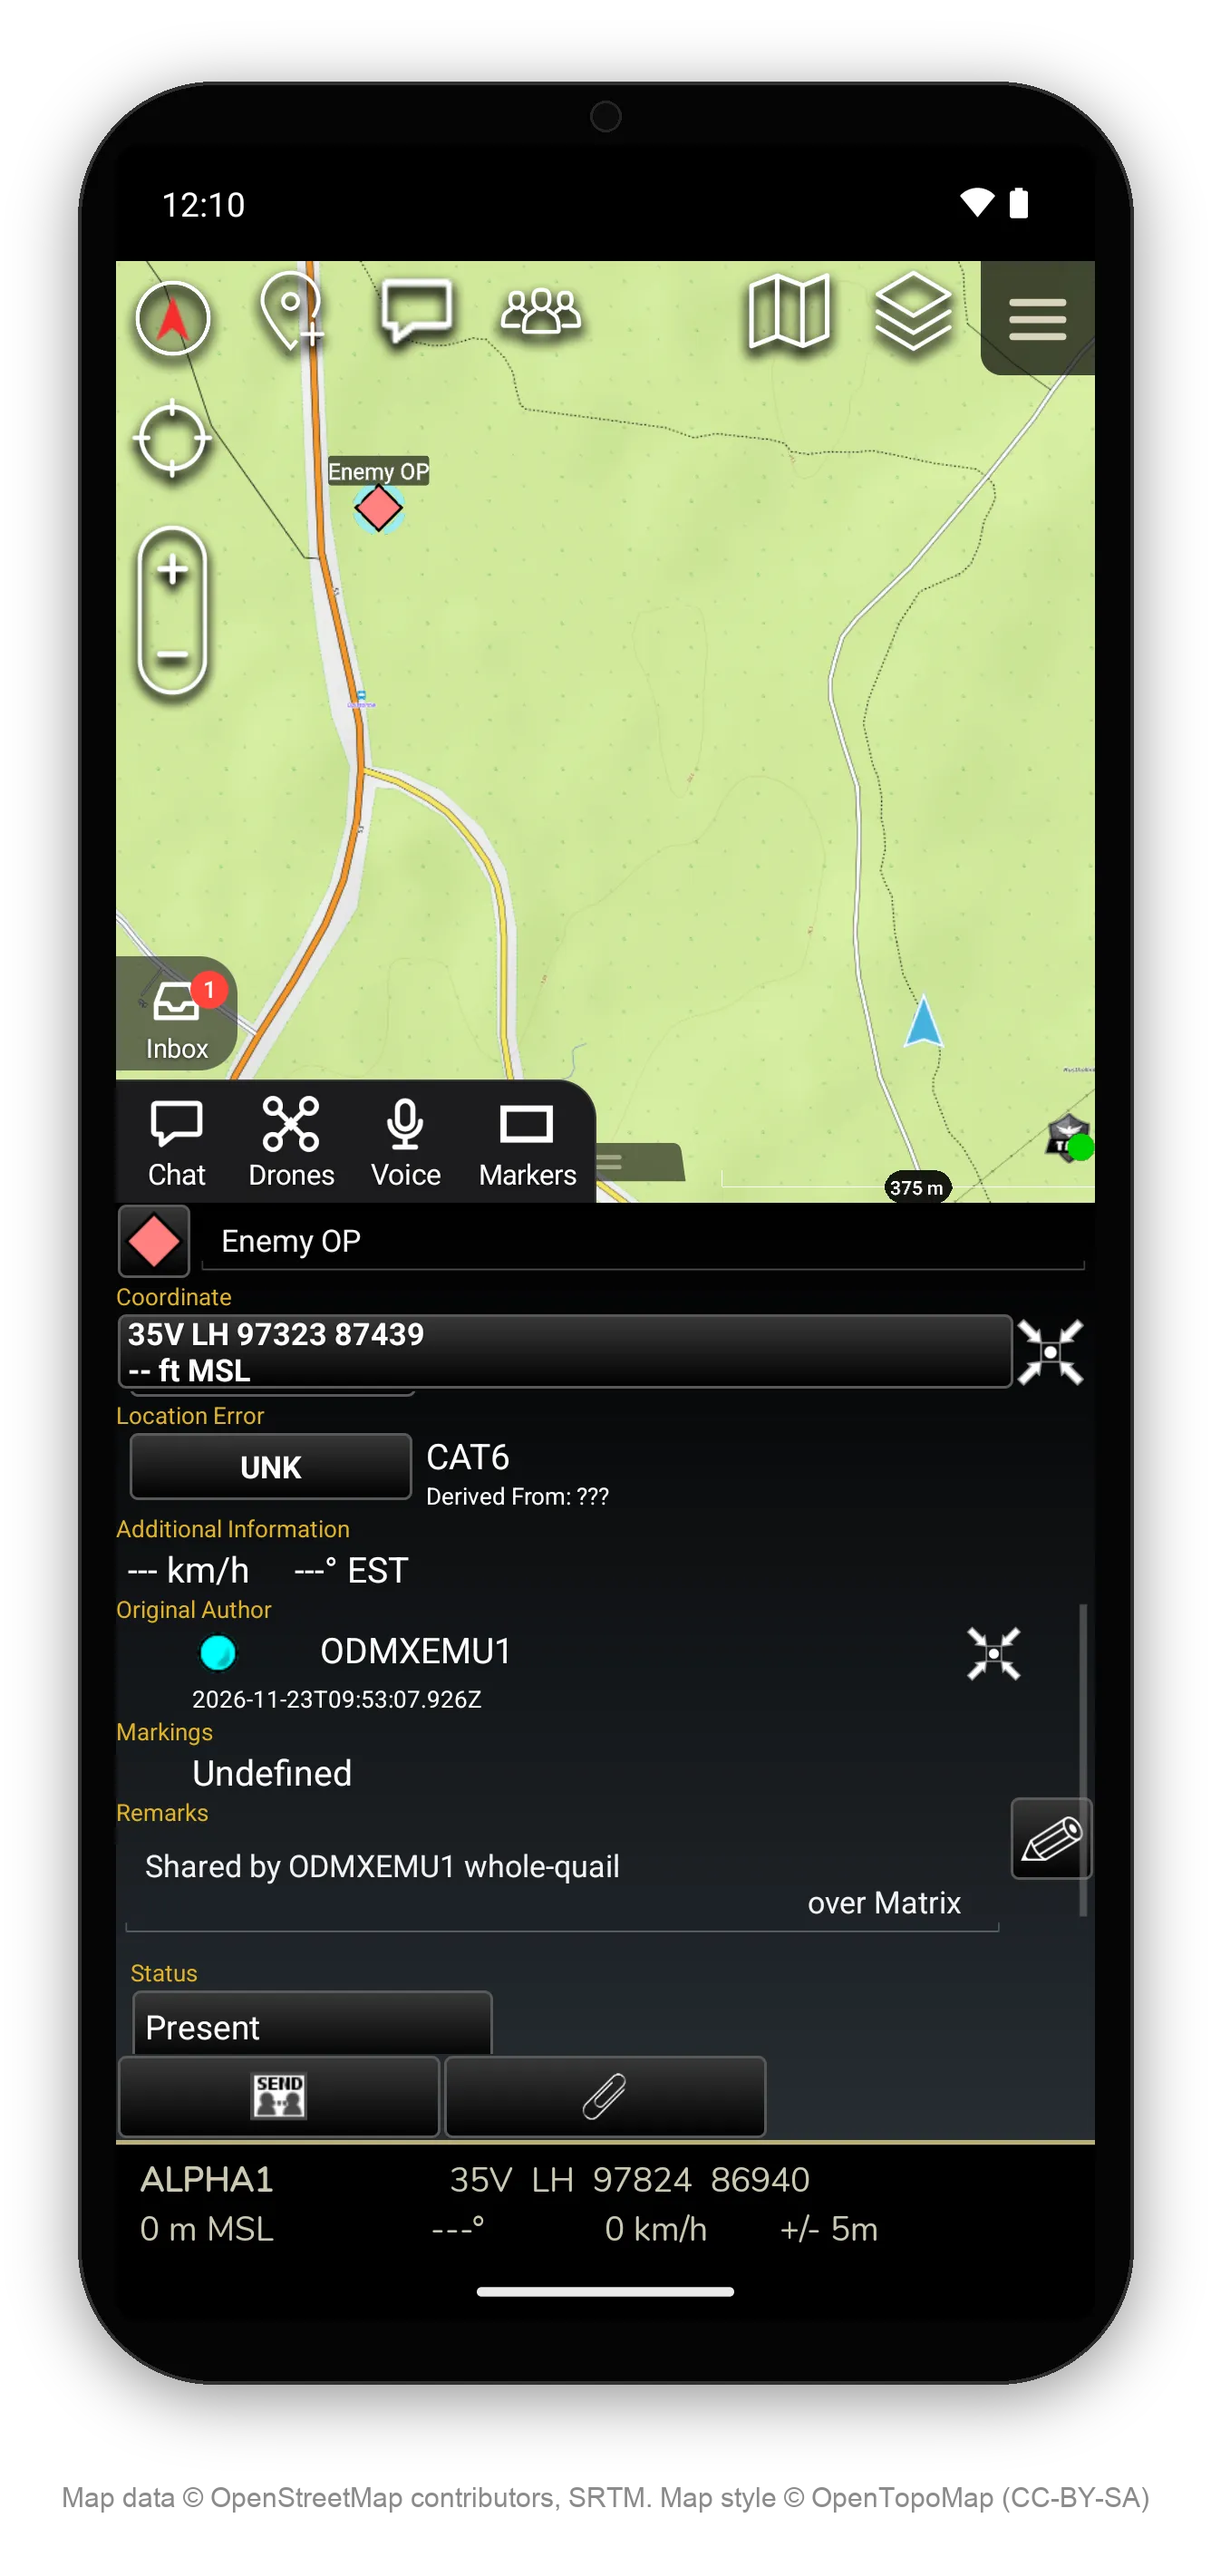 12:10
Enemy OP
1
Inbox
Chat
Drones
Voice
Markers
375 m
Enemy OP
Coordinate
35V LH 97323 87439
-- ft MSL
Location Error
UNK
CAT6
Derived From: ???
Additional Information
--- km/h ---° EST
Original Author
ODMXEMU1
2026-11-23T09:53:07.926Z
Markings
Undefined
Remarks
Shared by ODMXEMU1 whole-quail
over Matrix
Status
Present
SEND
ALPHA1 35V LH 97824 86940
0 m MSL ---° 0 km/h +/- 5m
Map data © OpenStreetMap contributors, SRTM. Map style © OpenTopoMap (CC-BY-SA)